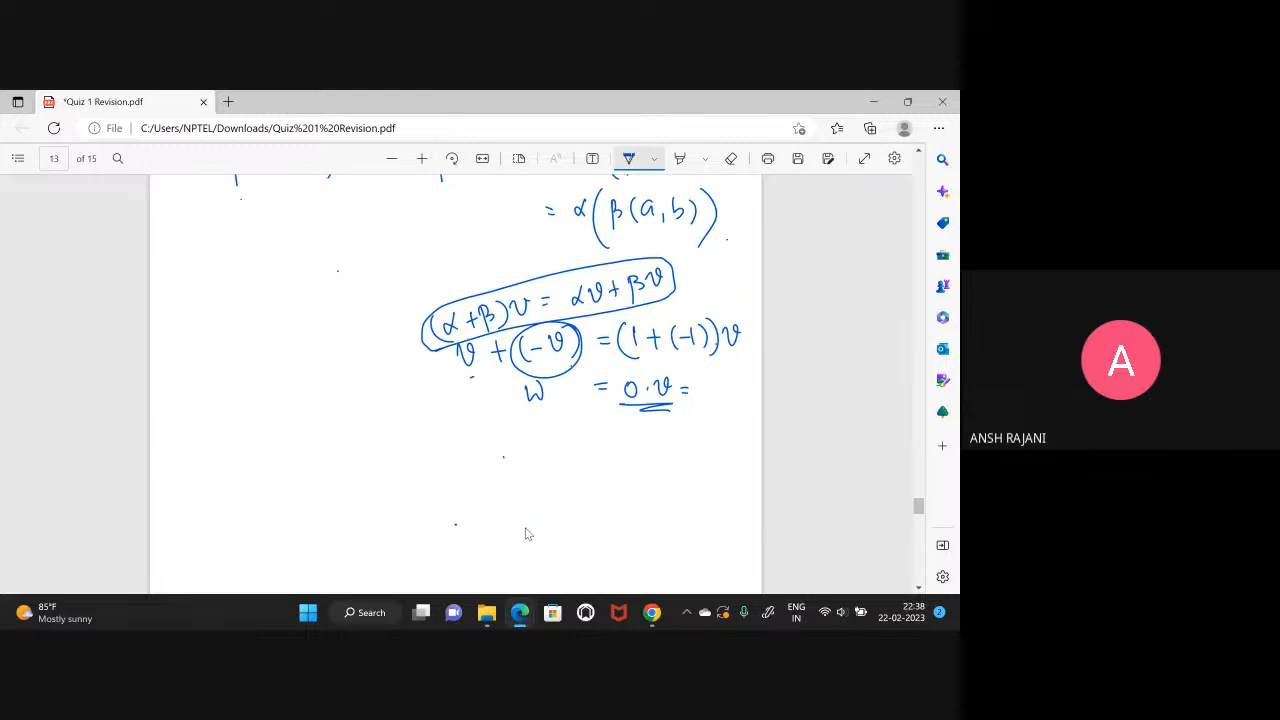 *Quiz 1 Revision.pdf
File C:/Users/NPTEL/Downloads/Quiz%201%20Revision.pdf
13 of 15
= α(β(a, b))
(α+β)v = αv + βv
v + (-v) = (1 + (-1))v
w = 0.v =
A
ANSH RAJANI
85°F
Mostly sunny
Search
ENG
IN
22:38
22-02-2023
2